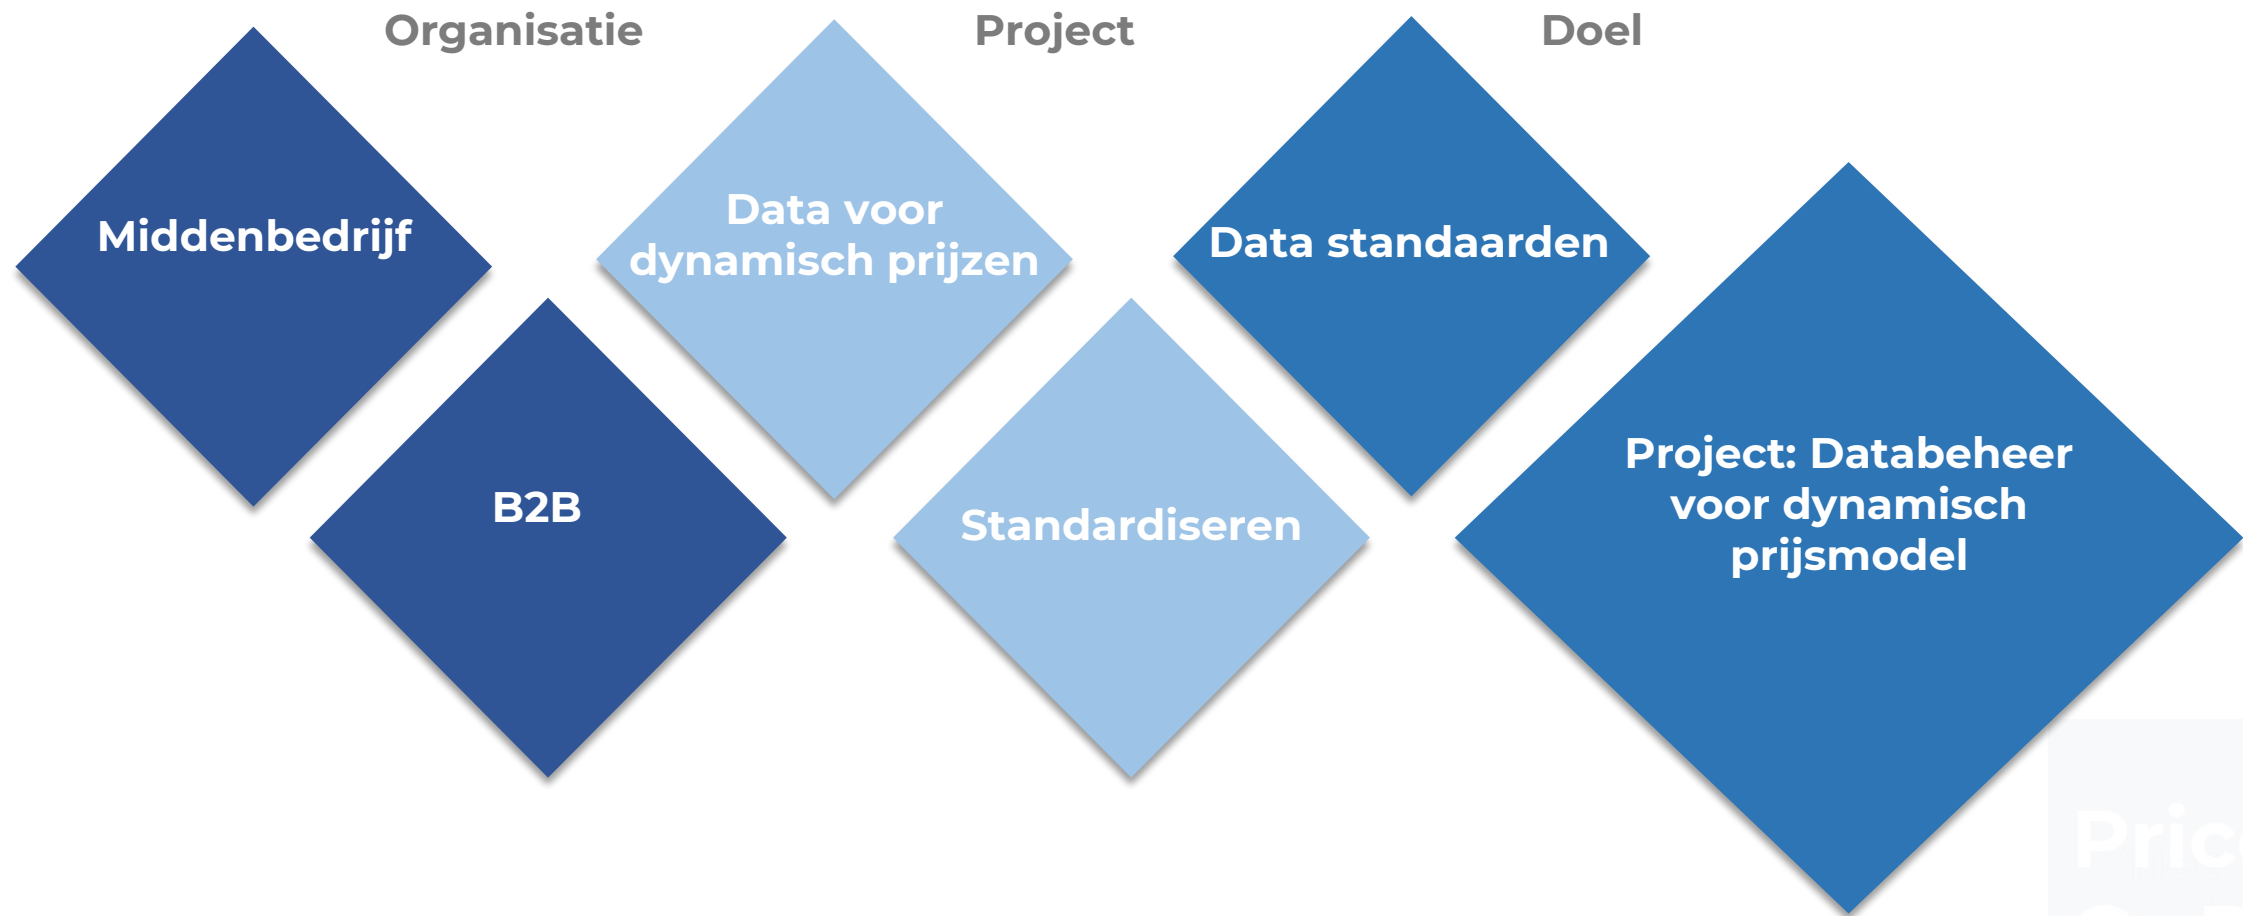 Organisatie
Project
Doel
Middenbedrijf
Data voor
dynamisch prijzen
Data standaarden
B2B
Standardiseren
Project: Databeheer
voor dynamisch
prijsmodel